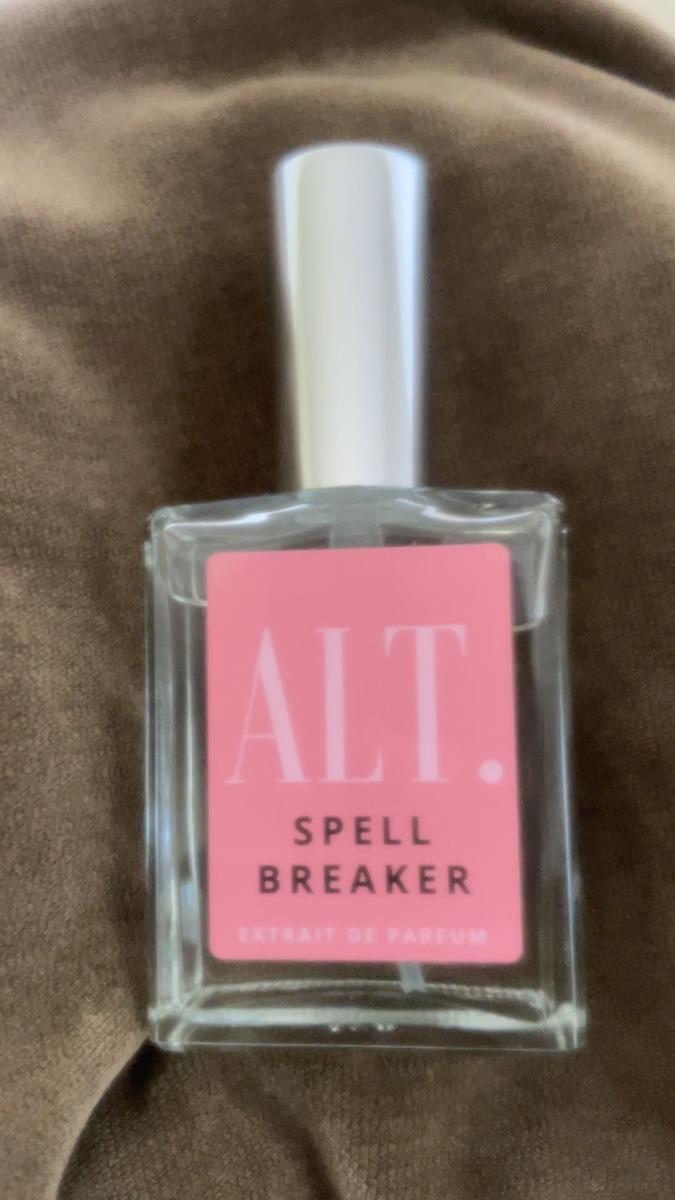 ALT.
SPELL
BREAKER
EXTRAIT DE PARFUM